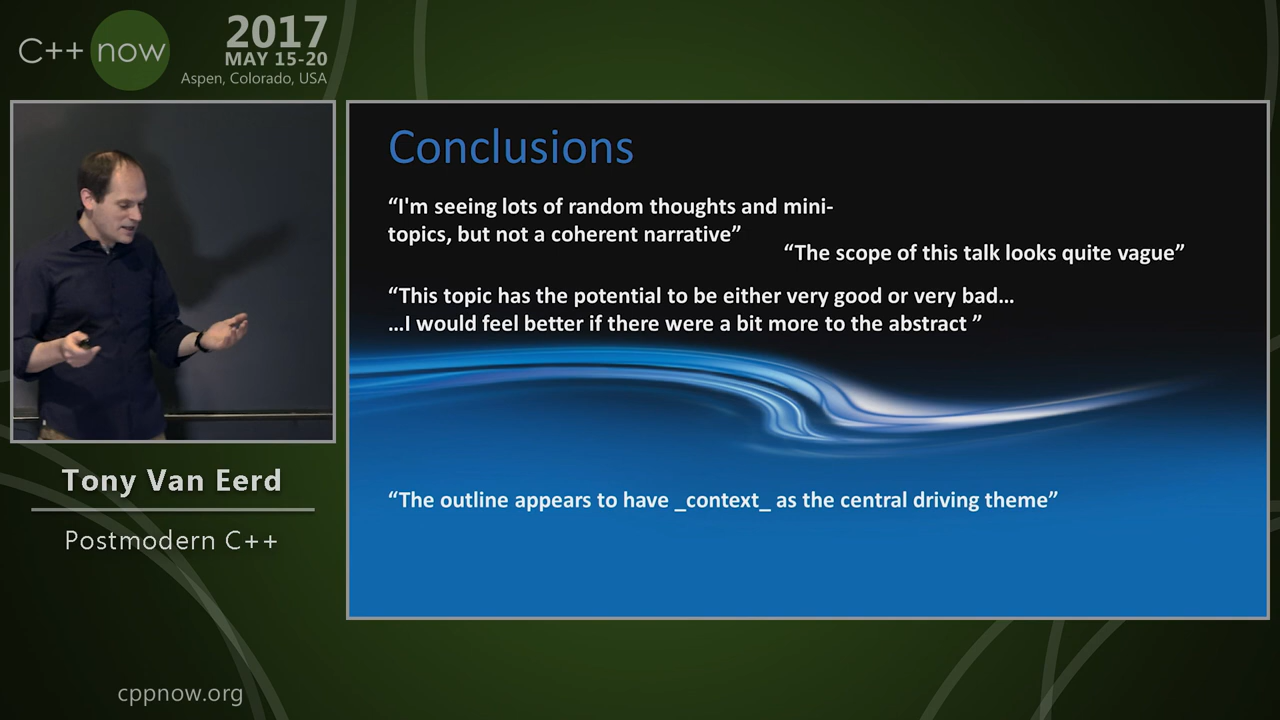 C++ now
2017
MAY 15-20
Aspen, Colorado, USA
Conclusions
“I'm seeing lots of random thoughts and mini-
topics, but not a coherent narrative”
“The scope of this talk looks quite vague”
“This topic has the potential to be either very good or very bad...
...I would feel better if there were a bit more to the abstract ”
“The outline appears to have _context_ as the central driving theme”
Tony Van Eerd
Postmodern C++
cppnow.org